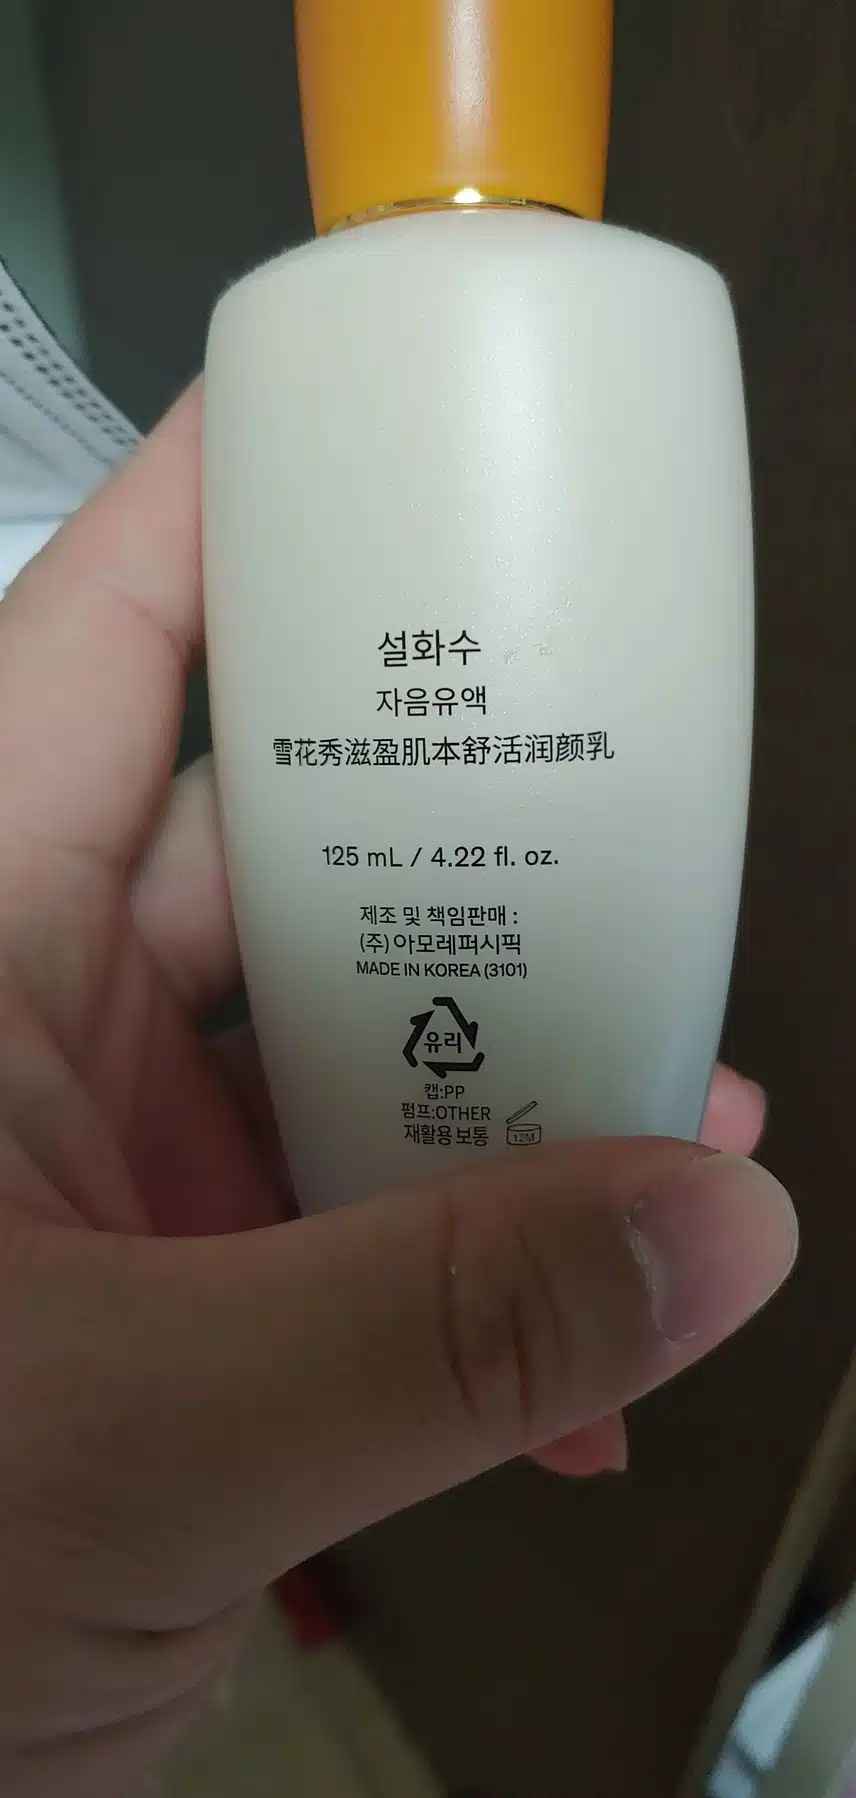 설화수
자음유액
雪花秀滋盈肌本舒活润颜乳
125 mL / 4.22 fl. oz.
제조 및 책임판매 :
(주)아모레퍼시픽
MADE IN KOREA (3101)
유리
캡:PP
펌프:OTHER
재활용 보통
12M